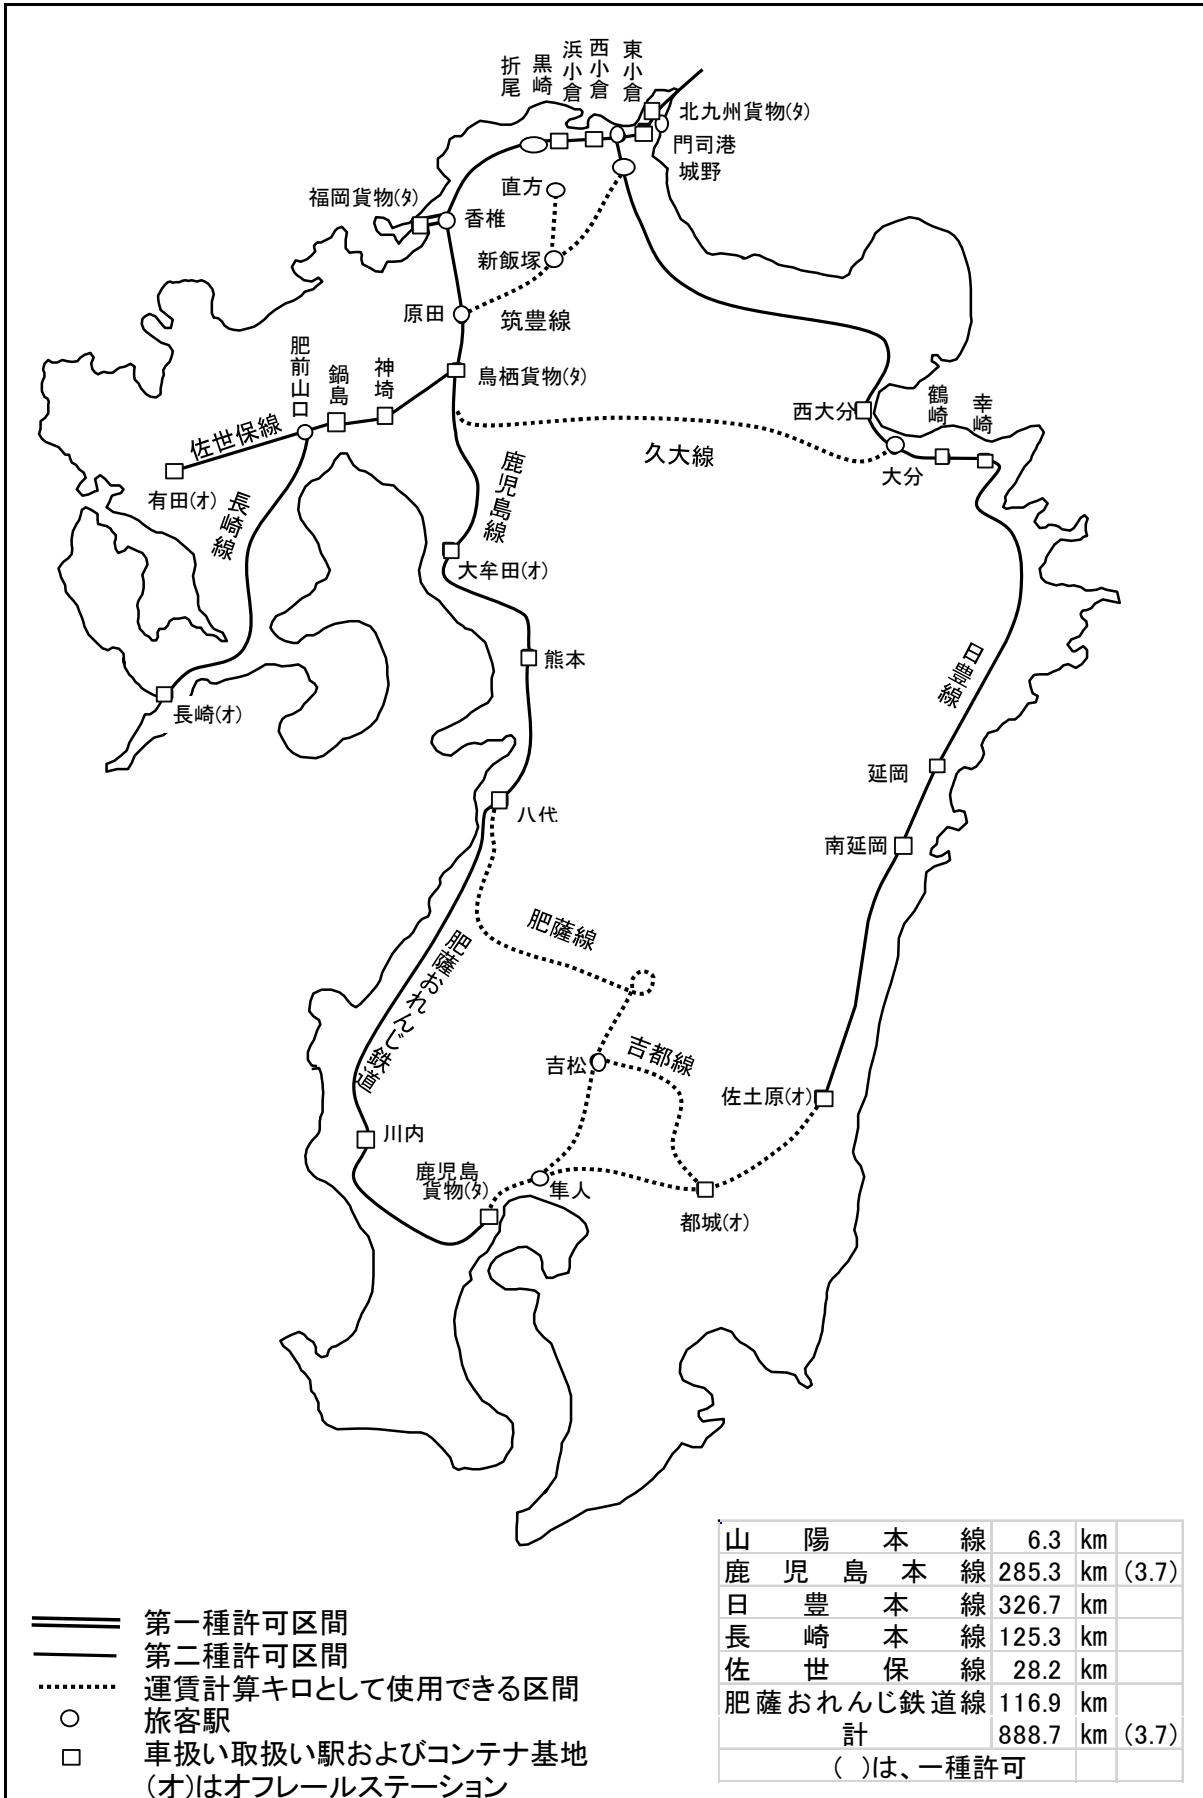 折尾
黒崎
浜小倉
西小倉
東小倉
北九州貨物(タ)
門司港
城野
直方
福岡貨物(タ)
香椎
新飯塚
原田
筑豊線
肥前山口
鍋島
神埼
鳥栖貨物(タ)
佐世保線
西大分
鶴崎
幸崎
久大線
大分
有田(オ)
長崎線
鹿児島線
大牟田(オ)
熊本
日豊線
長崎(オ)
延岡
八代
南延岡
肥薩線
肥薩おれんじ鉄道
吉松
吉都線
佐土原(オ)
川内
鹿児島
貨物(タ)
隼人
都城(オ)
山陽本線 6.3 km
鹿児島本線 285.3 km (3.7)
日豊本線 326.7 km
長崎本線 125.3 km
佐世保線 28.2 km
肥薩おれんじ鉄道線 116.9 km
計 888.7 km (3.7)
( )は、一種許可
第一種許可区間
第二種許可区間
運賃計算キロとして使用できる区間
旅客駅
車扱い取扱い駅およびコンテナ基地
(オ)はオフレールステーション